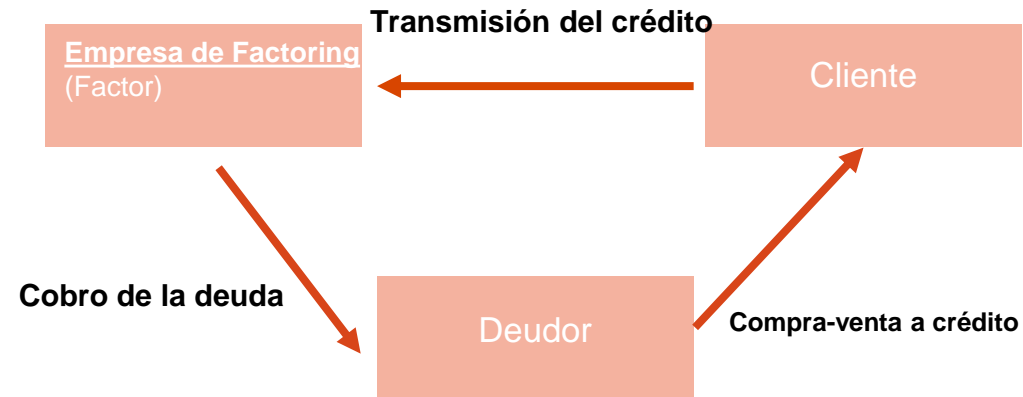 Transmisión del crédito
Empresa de Factoring
(Factor)
Cliente
Cobro de la deuda
Deudor
Compra-venta a crédito